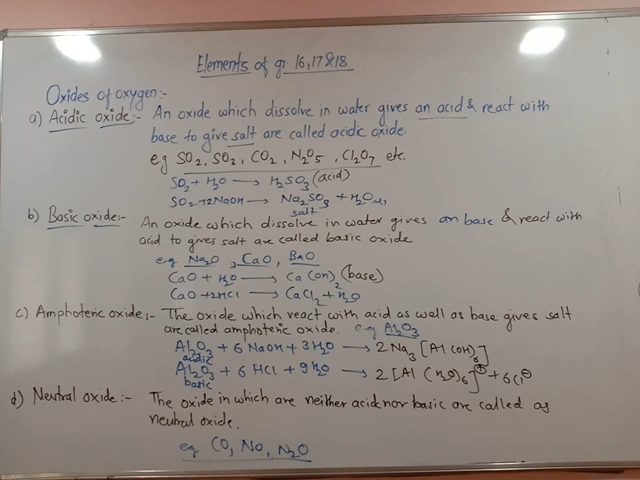 Elements of gr. 16, 17 & 18
Oxides of oxygen:-
a) Acidic oxide:- An oxide which dissolve in water gives an acid & react with
base to give salt are called acidic oxide.
eg SO2, SO2, CO2, N2O5, Cl2O7 etc.
SO2 + H2O → H2SO3 (acid)
SO2 + 2NaOH → Na2SO3 + H2O
salt
b) Basic oxide:- An oxide which dissolve in water gives an base & react with
acid to gives salt are called basic oxide
eg Na2O, CaO, BaO
CaO + H2O → Ca(OH)2 (base)
CaO + 2HCl → CaCl2 + H2O
c) Amphoteric oxide:- The oxide which react with acid as well as base gives salt
are called amphoteric oxide. eg Al2O3
Al2O3 + 6 NaOH + 3H2O → 2 Na3 [Al(OH)6]
acidic
Al2O3 + 6 HCl + 9H2O → 2 [Al (H2O)6]⊕ + 6Cl⊖
basic
d) Neutral oxide:- The oxide in which are neither acid nor basic are called as
neutral oxide.
eg CO, NO, N2O